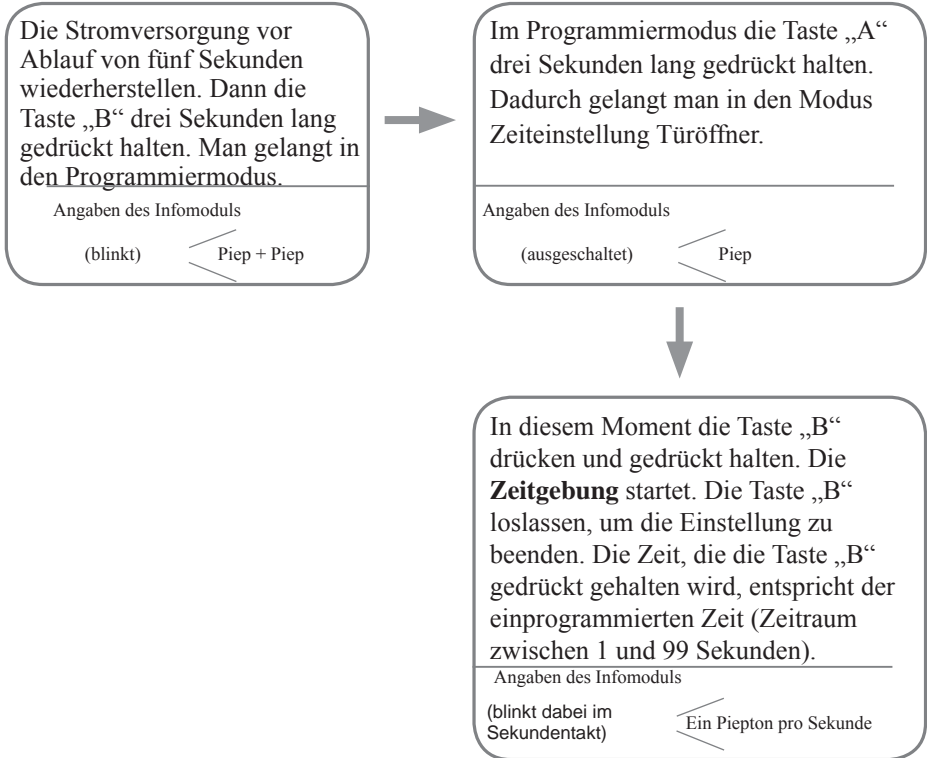 Die Stromversorgung vor
Ablauf von fünf Sekunden
wiederherstellen. Dann die
Taste „B“ drei Sekunden lang
gedrückt halten. Man gelangt in
den Programmiermodus.
Angaben des Infomoduls
(blinkt) Piep + Piep
Im Programmiermodus die Taste „A“
drei Sekunden lang gedrückt halten.
Dadurch gelangt man in den Modus
Zeiteinstellung Türöffner.
Angaben des Infomoduls
(ausgeschaltet) Piep
In diesem Moment die Taste „B“
drücken und gedrückt halten. Die
Zeitgebung startet. Die Taste „B“
loslassen, um die Einstellung zu
beenden. Die Zeit, die die Taste „B“
gedrückt gehalten wird, entspricht der
einprogrammierten Zeit (Zeitraum
zwischen 1 und 99 Sekunden).
Angaben des Infomoduls
(blinkt dabei im
Sekundentakt) Ein Piepton pro Sekunde